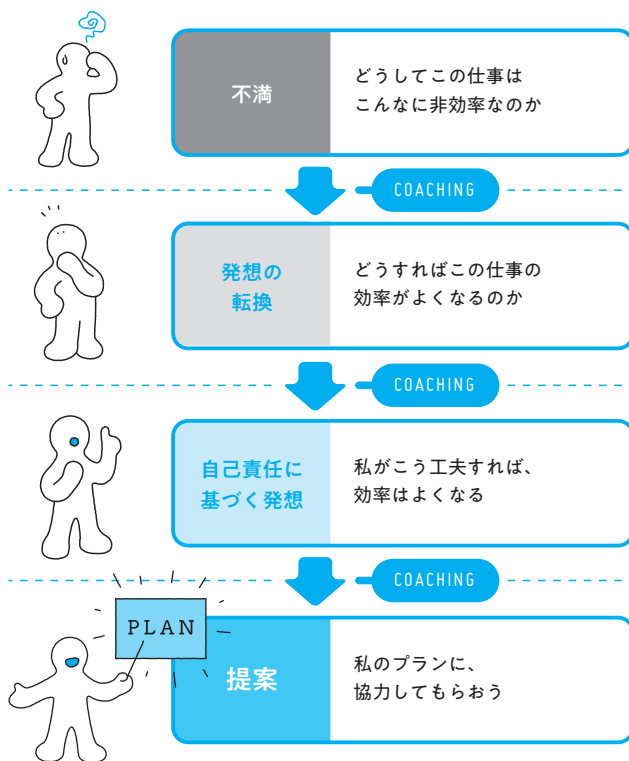 不満
どうしてこの仕事は
こんなに非効率なのか
COACHING
発想の
転換
どうすればこの仕事の
効率がよくなるのか
COACHING
自己責任に
基づく発想
私がこう工夫すれば、
効率はよくなる
COACHING
PLAN
提案
私のプランに、
協力してもらおう